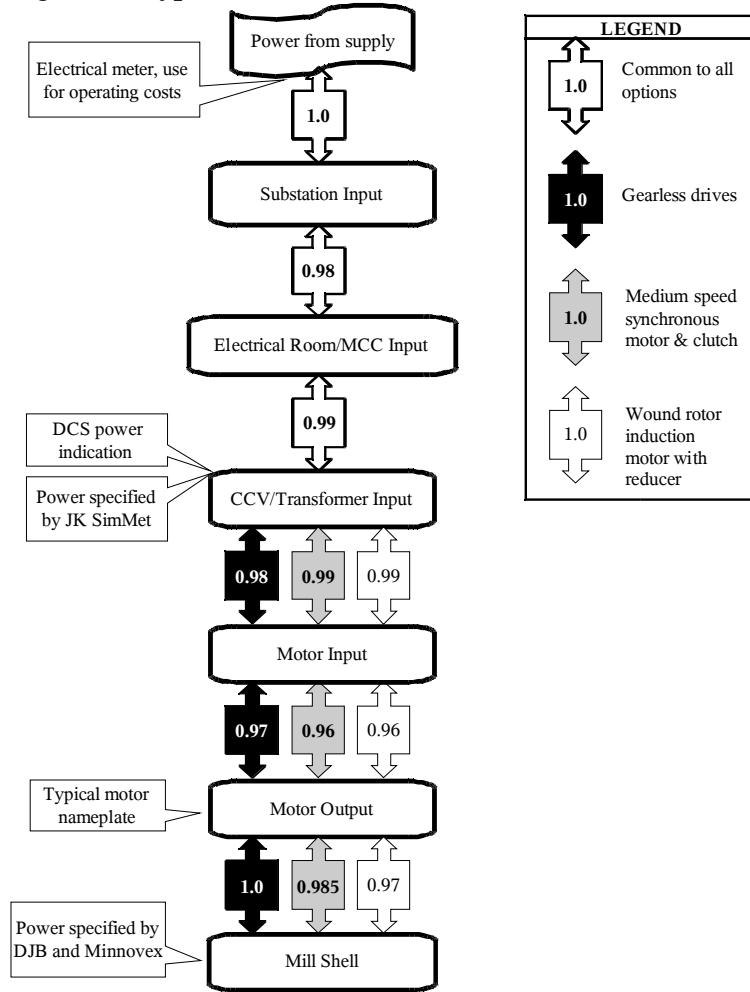 Power from supply
Electrical meter, use
for operating costs
1.0
Substation Input
0.98
Electrical Room/MCC Input
0.99
DCS power
indication
Power specified
by JK SimMet
CCV/Transformer Input
0.98
0.99
0.99
Motor Input
0.97
0.96
0.96
Typical motor
nameplate
Motor Output
1.0
0.985
0.97
Power specified by
DJB and Minnovex
Mill Shell
LEGEND
1.0
Common to all
options
1.0
Gearless drives
1.0
Medium speed
synchronous
motor & clutch
1.0
Wound rotor
induction
motor with
reducer